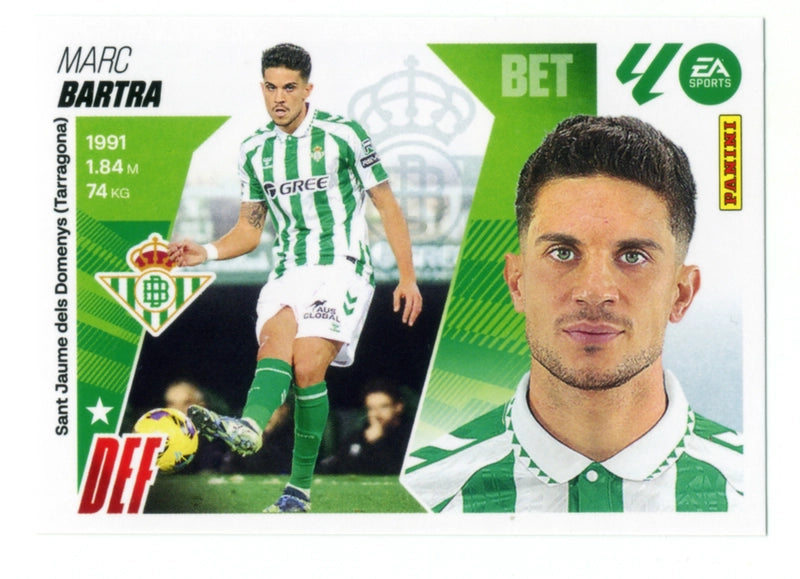 MARC
BARTRA
1991
1.84 M
74 KG
Sant Jaume dels Domenys (Tarragona)
DEF
GREE
AUS
GLOBAL
BET
EA
SPORTS
PANINI